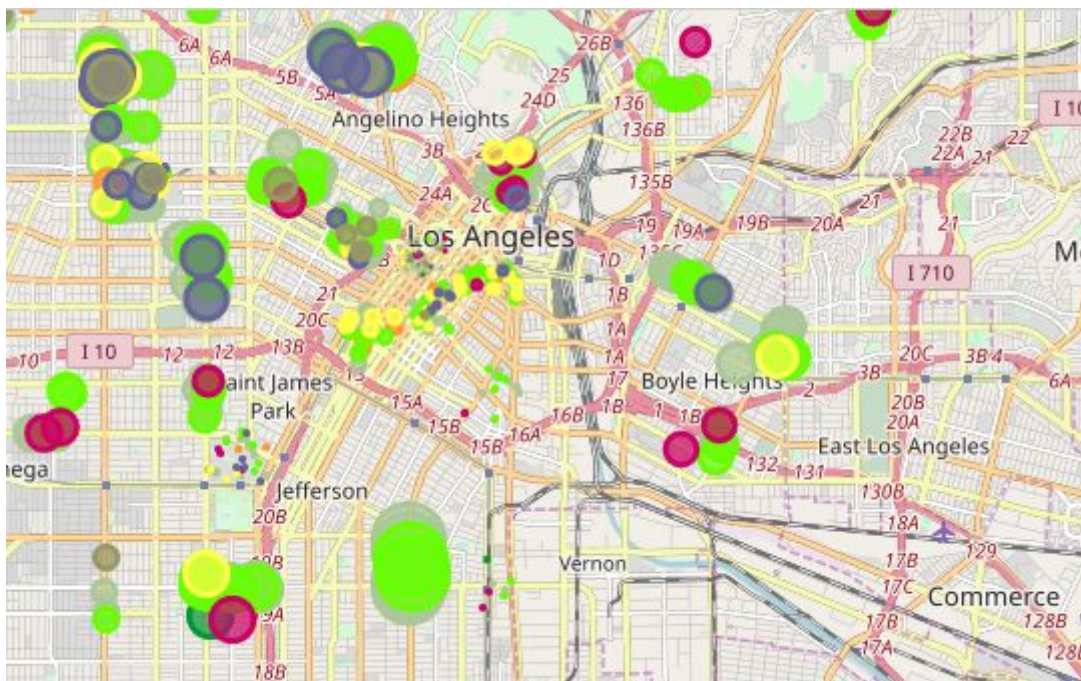 6A
6A
5B
5A
26B
25
24D
136
136B
Angelino Heights
3B
24A
2C
135B
I 10
22B
22
22A
21
21
21
20A
19B
19
19A
Los Angeles
1D
1B
1A
I 710
21
20C
10
I 10
12
12
13B
13
1A
17
1B
1
1B
Boyle Heights
2
3B
20C
3B
4
6A
aint James
Park
15A
15B
15B
16A
16B
20B
20A
East Los Angeles
132
131
130B
nega
Jefferson
20B
18A
129
17B
17C
Vernon
Commerce
17B
17A
128B
18B